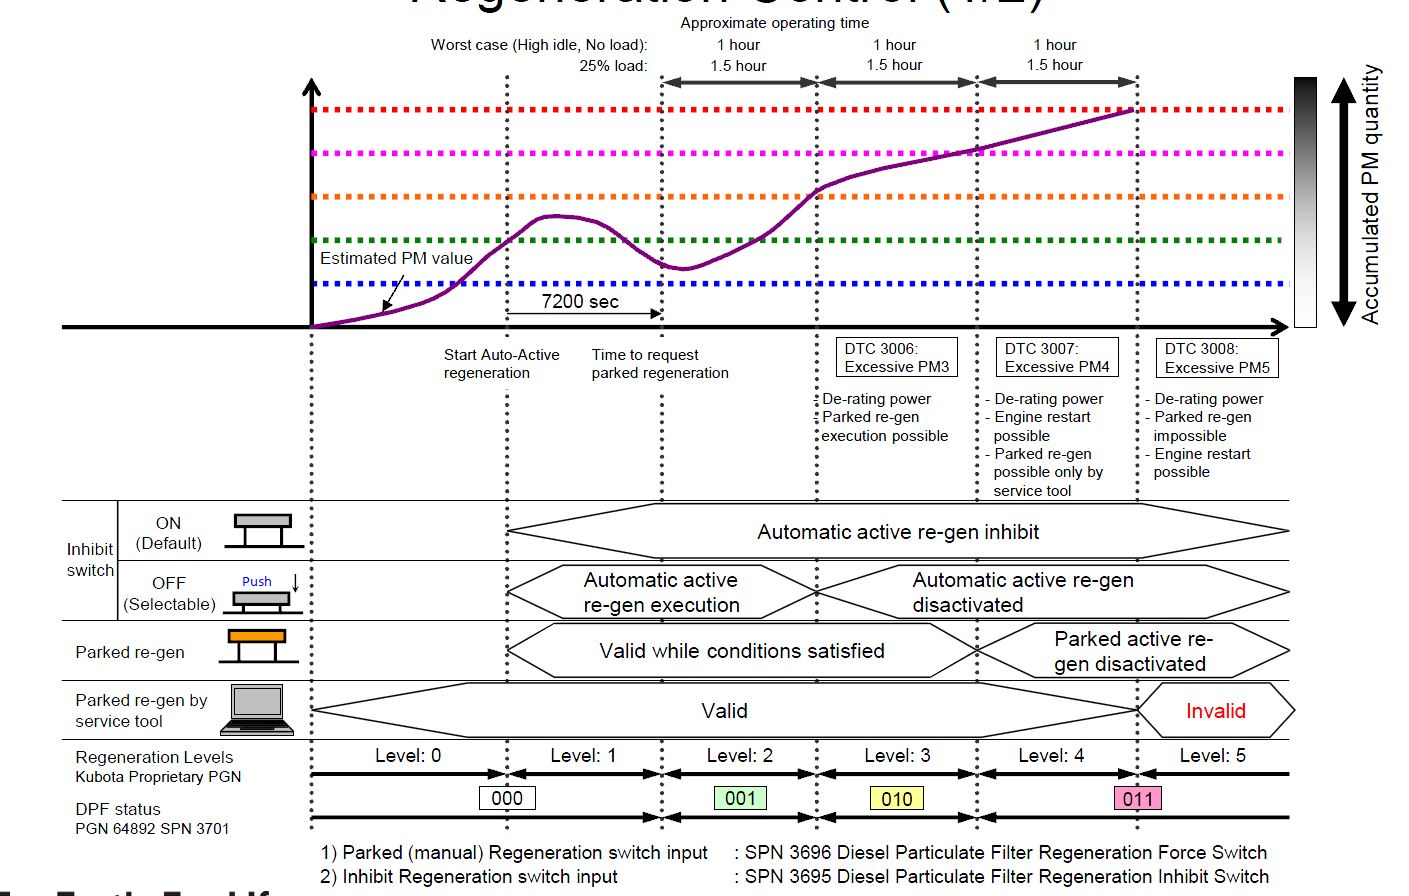 Regeneration Control (1/2)
Approximate operating time
Worst case (High idle, No load): 1 hour 1 hour 1 hour
25% load: 1.5 hour 1.5 hour 1.5 hour
Accumulated PM quantity
Estimated PM value
7200 sec
Start Auto-Active
regeneration
Time to request
parked regeneration
DTC 3006:
Excessive PM3
- De-rating power
- Parked re-gen
execution possible
DTC 3007:
Excessive PM4
- De-rating power
- Engine restart
possible
- Parked re-gen
possible only by
service tool
DTC 3008:
Excessive PM5
- De-rating power
- Parked re-gen
impossible
- Engine restart
possible
Inhibit
switch
ON
(Default)
Automatic active re-gen inhibit
OFF
(Selectable)
Push
Automatic active
re-gen execution
Automatic active re-gen
disactivated
Parked re-gen
Valid while conditions satisfied
Parked active re-
gen disactivated
Parked re-gen by
service tool
Valid
Invalid
Regeneration Levels
Kubota Proprietary PGN
Level: 0 Level: 1 Level: 2 Level: 3 Level: 4 Level: 5
DPF status
PGN 64892 SPN 3701
000 001 010 011
1) Parked (manual) Regeneration switch input : SPN 3696 Diesel Particulate Filter Regeneration Force Switch
2) Inhibit Regeneration switch input : SPN 3695 Diesel Particulate Filter Regeneration Inhibit Switch